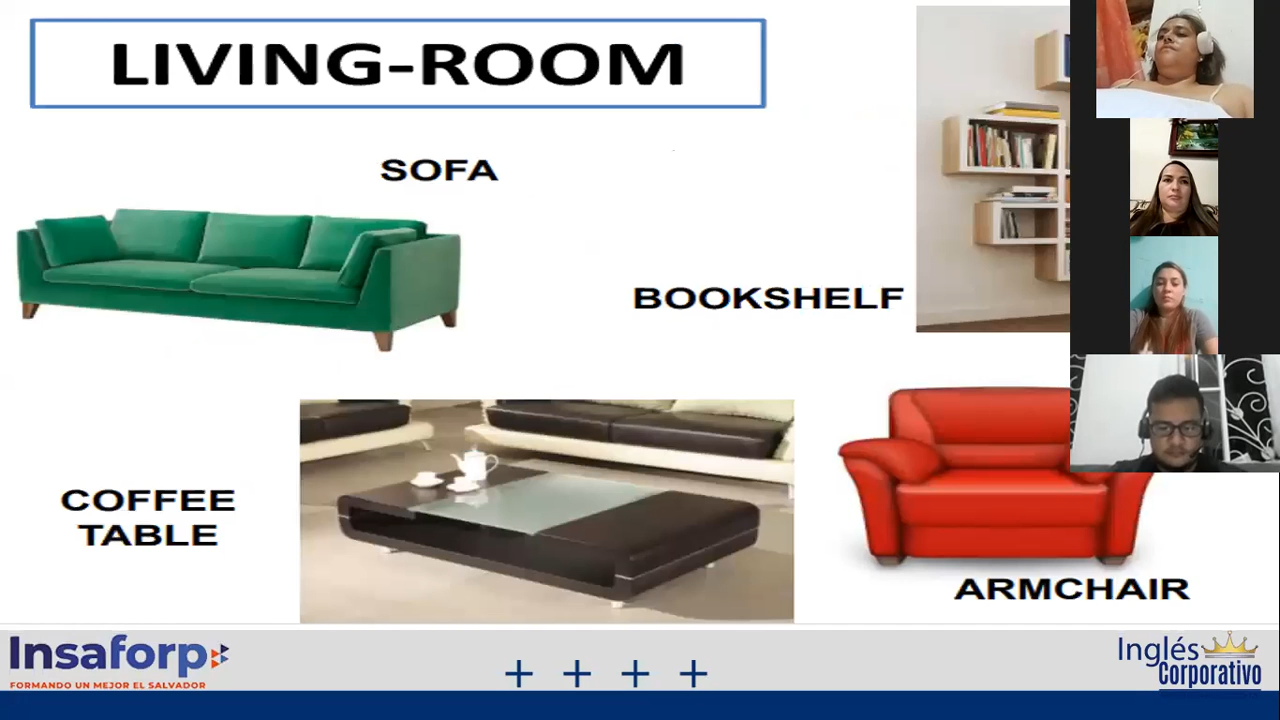 LIVING-ROOM
SOFA
BOOKSHELF
COFFEE
TABLE
ARMCHAIR
Insaforp
FORMANDO UN MEJOR EL SALVADOR
Inglés
Corporativo